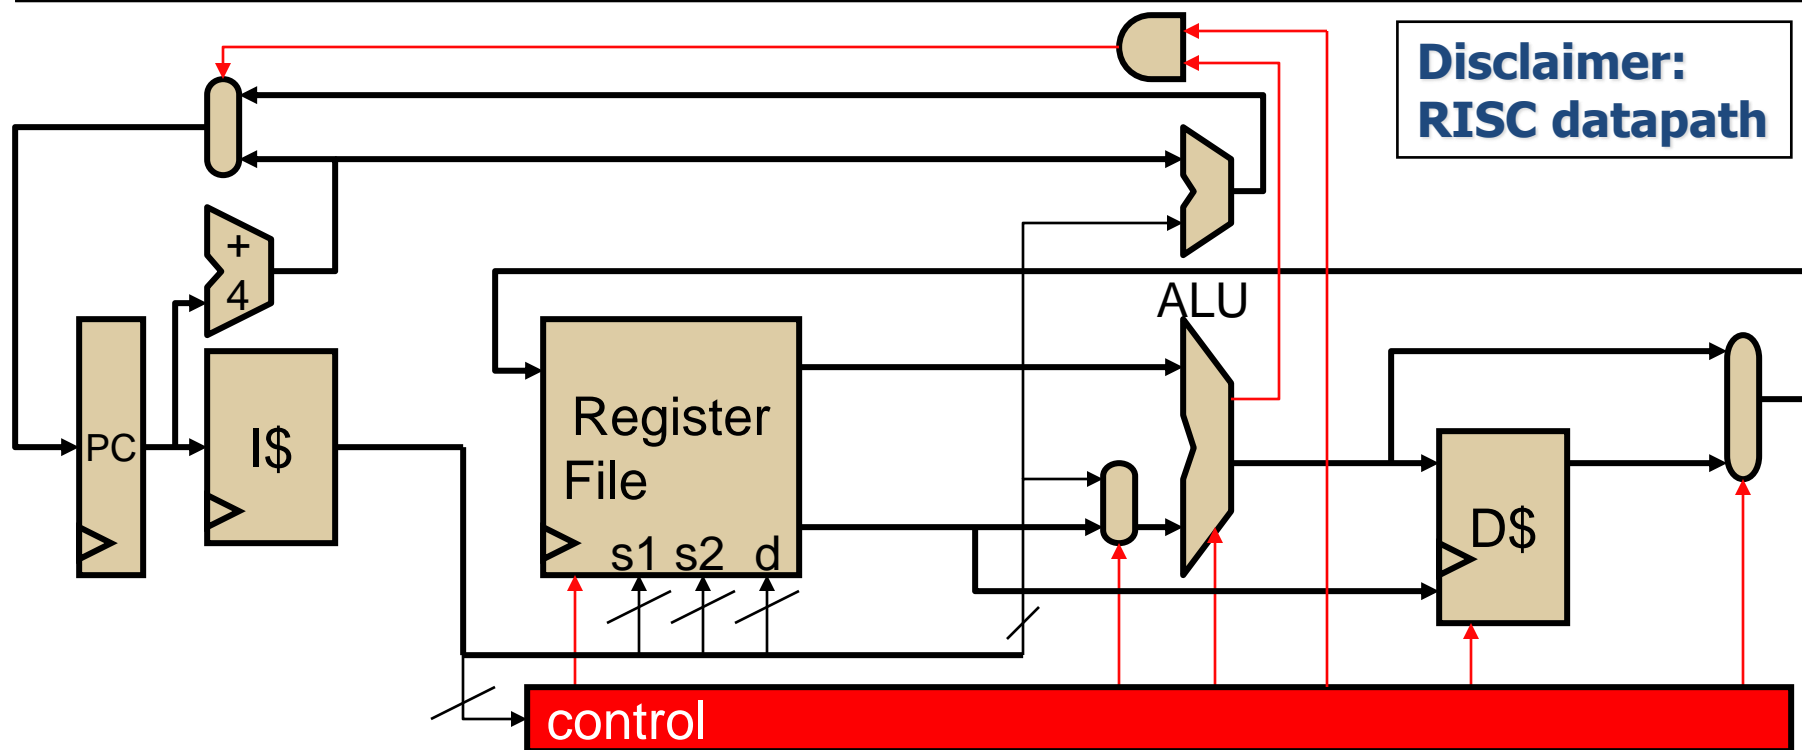 Disclaimer:
RISC datapath
+
4
ALU
PC
I$
Register
File
s1 s2 d
D$
control